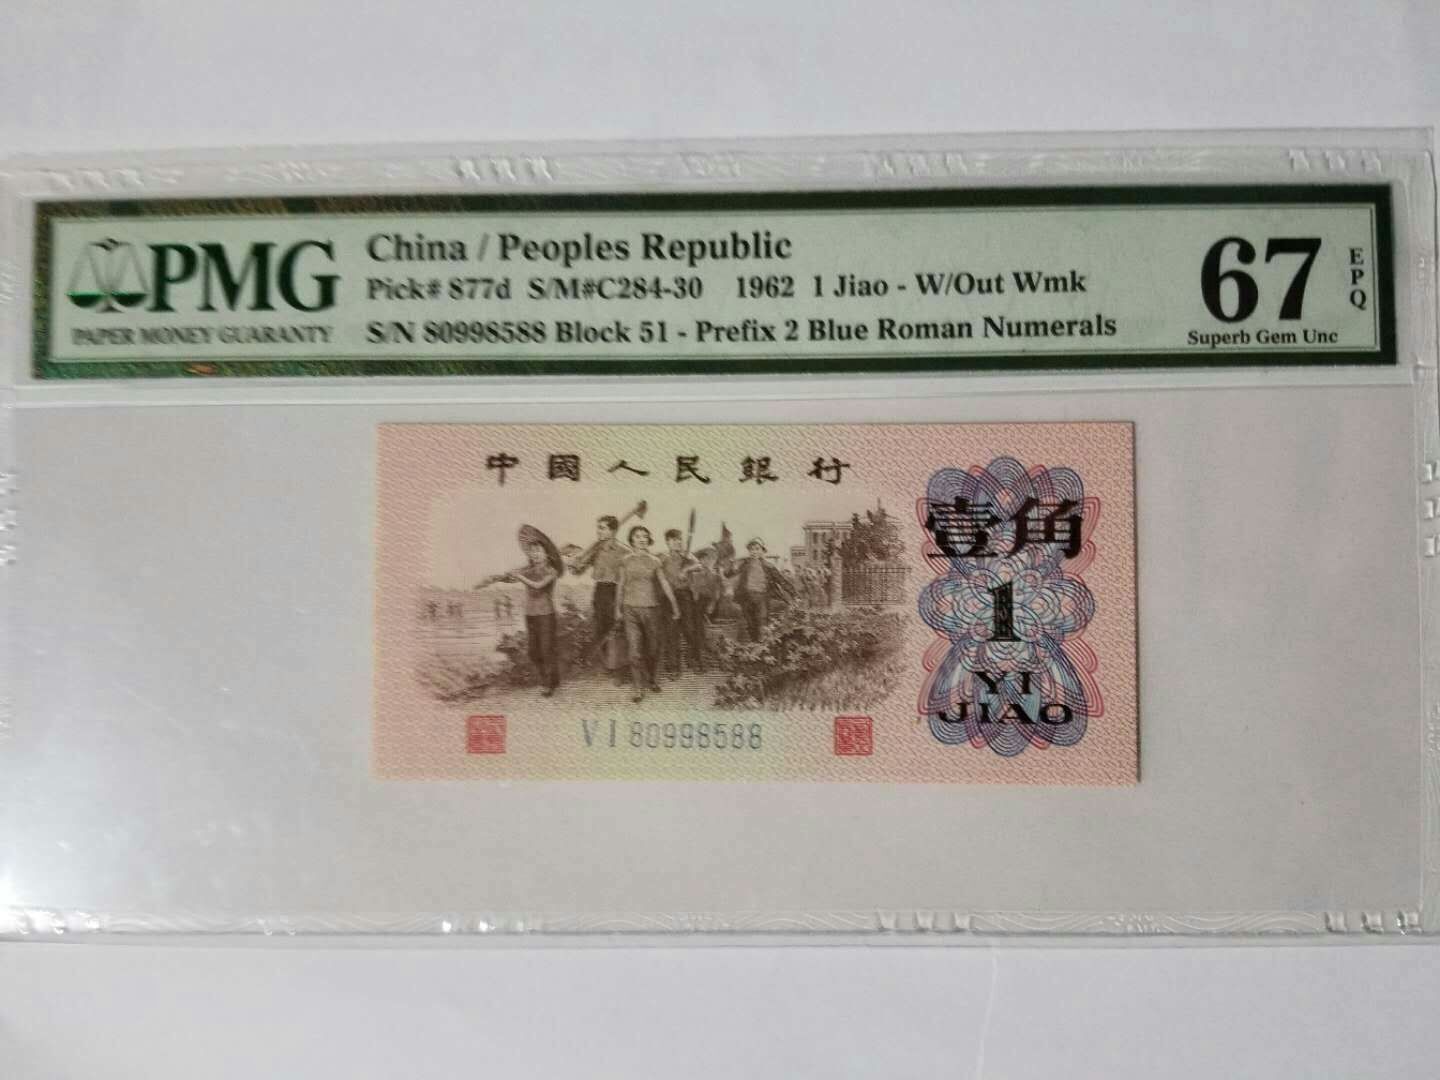 PMG
PAPER MONEY GUARANTY
China / Peoples Republic
Pick# 877d S/M#C284-30 1962 1 Jiao - W/Out Wmk
S/N 80998588 Block 51 - Prefix 2 Blue Roman Numerals
67
EPQ
Superb Gem Unc
中國人民銀行
壹角
1
YI
JIAO
VI 80998588